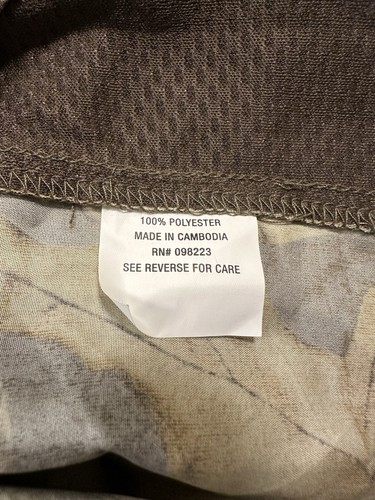 100% POLYESTER
MADE IN CAMBODIA
RN# 098223
SEE REVERSE FOR CARE